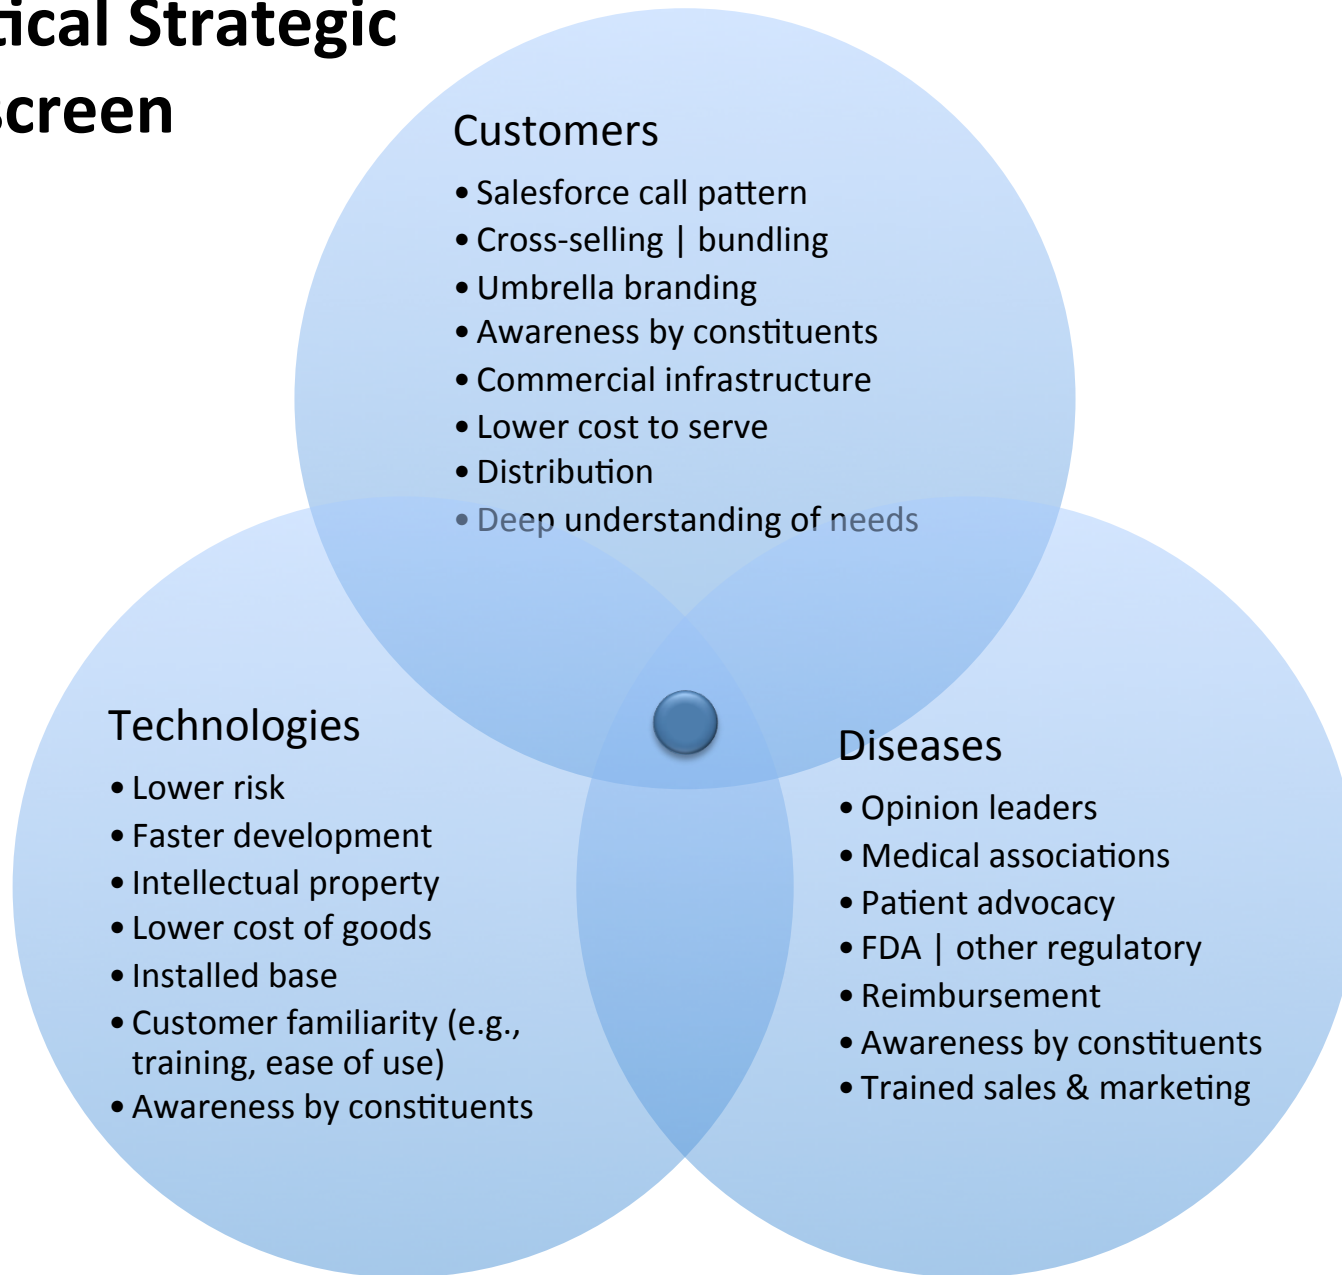 tical Strategic
screen
Customers
• Salesforce call pattern
• Cross-selling | bundling
• Umbrella branding
• Awareness by constituents
• Commercial infrastructure
• Lower cost to serve
• Distribution
• Deep understanding of needs
Technologies
• Lower risk
• Faster development
• Intellectual property
• Lower cost of goods
• Installed base
• Customer familiarity (e.g.,
training, ease of use)
• Awareness by constituents
Diseases
• Opinion leaders
• Medical associations
• Patient advocacy
• FDA | other regulatory
• Reimbursement
• Awareness by constituents
• Trained sales & marketing